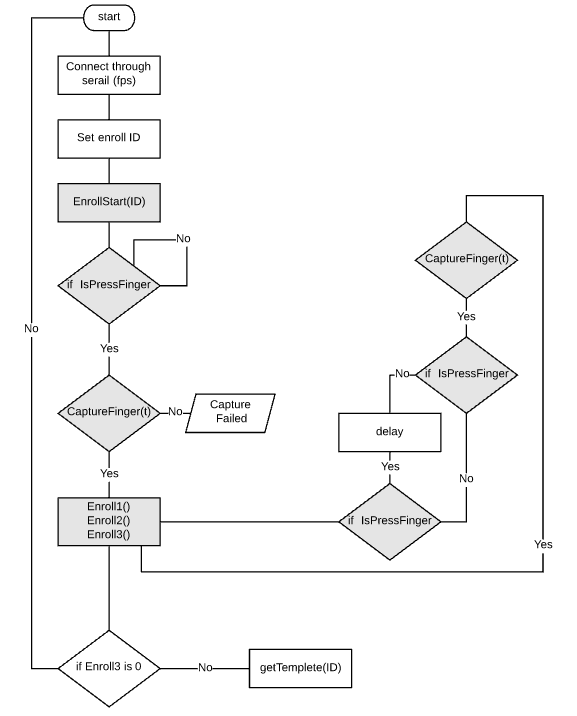 start
Connect through
serail (fps)
Set enroll ID
EnrollStart(ID)
No
if IsPressFinger
No
Yes
CaptureFinger(t)
No
Capture
Failed
Yes
Enroll1()
Enroll2()
Enroll3()
CaptureFinger(t)
Yes
if IsPressFinger
No
delay
Yes
No
if IsPressFinger
Yes
if Enroll3 is 0
No
getTemplete(ID)